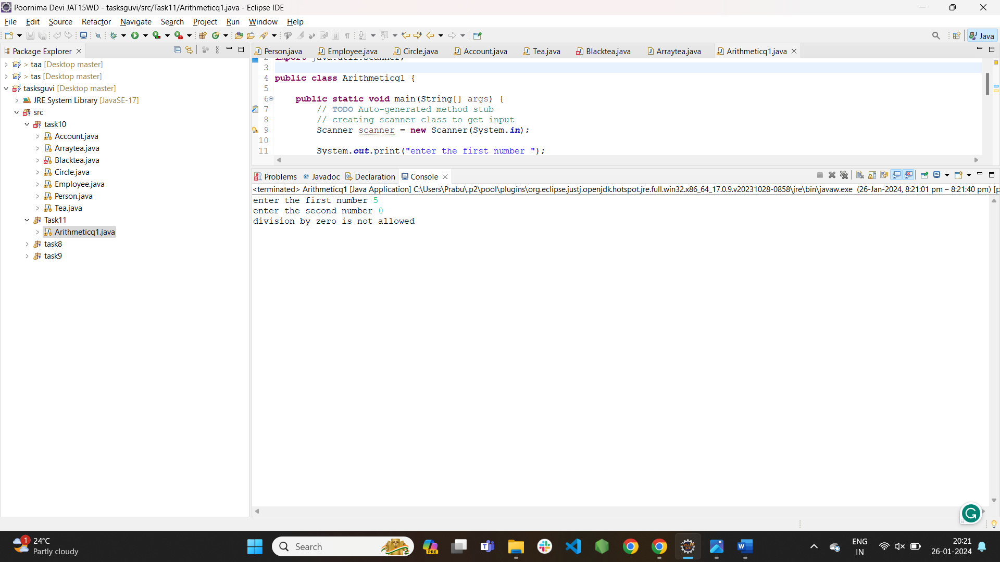 Poornima Devi JAT15WD - tasksguvi/src/Task11/Arithmeticq1.java - Eclipse IDE
File Edit Source Refactor Navigate Search Project Run Window Help
Java
Package Explorer
> taa [Desktop master]
> tas [Desktop master]
tasksguvi [Desktop master]
JRE System Library [JavaSE-17]
src
task10
Account.java
Arraytea.java
Blacktea.java
Circle.java
Employee.java
Person.java
Tea.java
Task11
Arithmeticq1.java
task8
task9
Person.java Employee.java Circle.java Account.java Tea.java Blacktea.java Arraytea.java Arithmeticq1.java
2 import java.util.Scanner;
3
4 public class Arithmeticq1 {
5
6 public static void main(String[] args) {
7 // TODO Auto-generated method stub
8 // creating scanner class to get input
9 Scanner scanner = new Scanner(System.in);
10
11 System.out.print("enter the first number ");
Problems @ Javadoc Declaration Console
<terminated> Arithmeticq1 [Java Application] C:\Users\Prabu\.p2\pool\plugins\org.eclipse.justj.openjdk.hotspot.jre.full.win32.x86_64_17.0.9.v20231028-0858\jre\bin\javaw.exe (26-Jan-2024, 8:21:01 pm – 8:21:40 pm) [p
enter the first number 5
enter the second number 0
division by zero is not allowed
1
24°C
Partly cloudy
Search
PRE
ENG
IN
20:21
26-01-2024